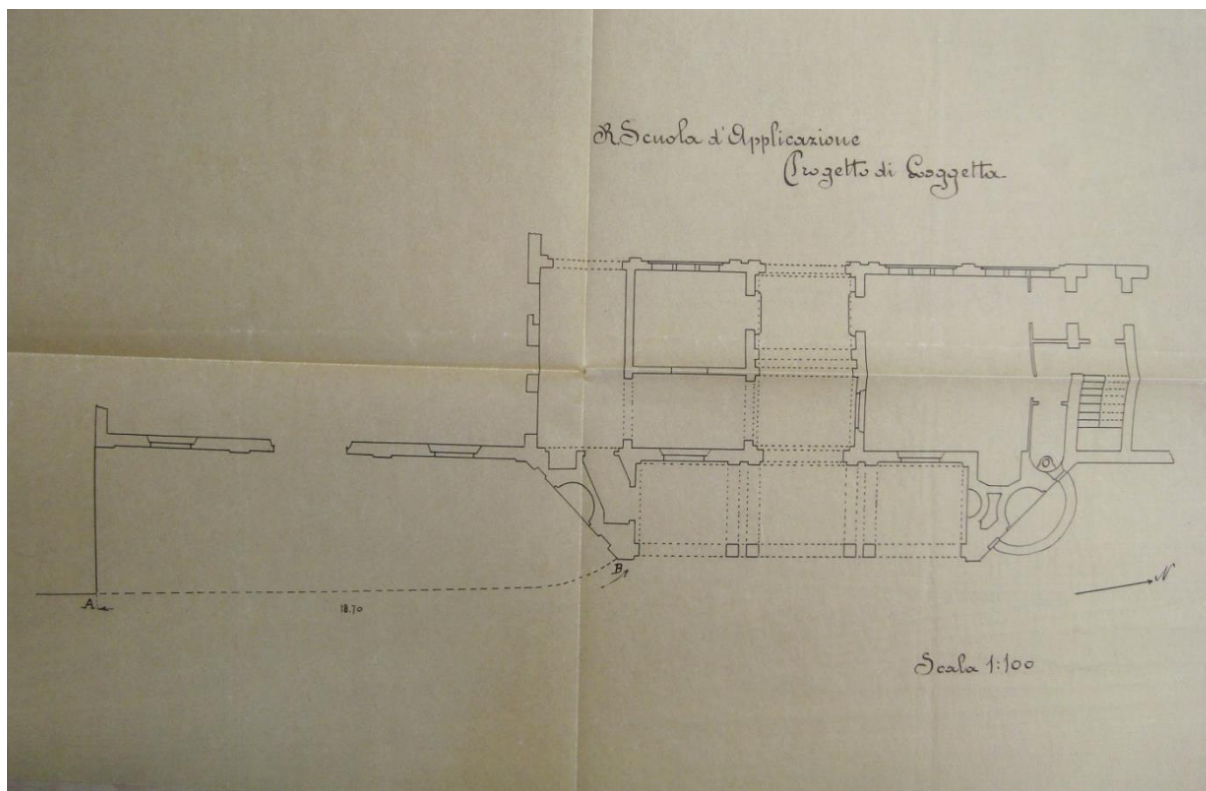 R. Scuola d'Applicazione
Progetto di Loggetta
B
A
18.70
N
Scala 1:100